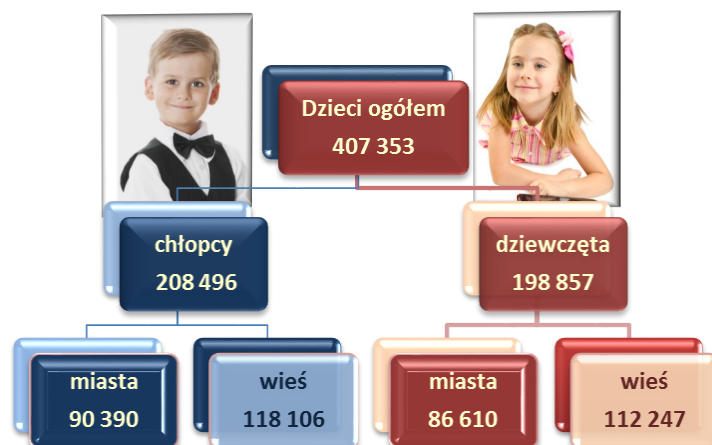 Dzieci ogółem
407 353
chłopcy
208 496
dziewczęta
198 857
miasta
90 390
wieś
118 106
miasta
86 610
wieś
112 247